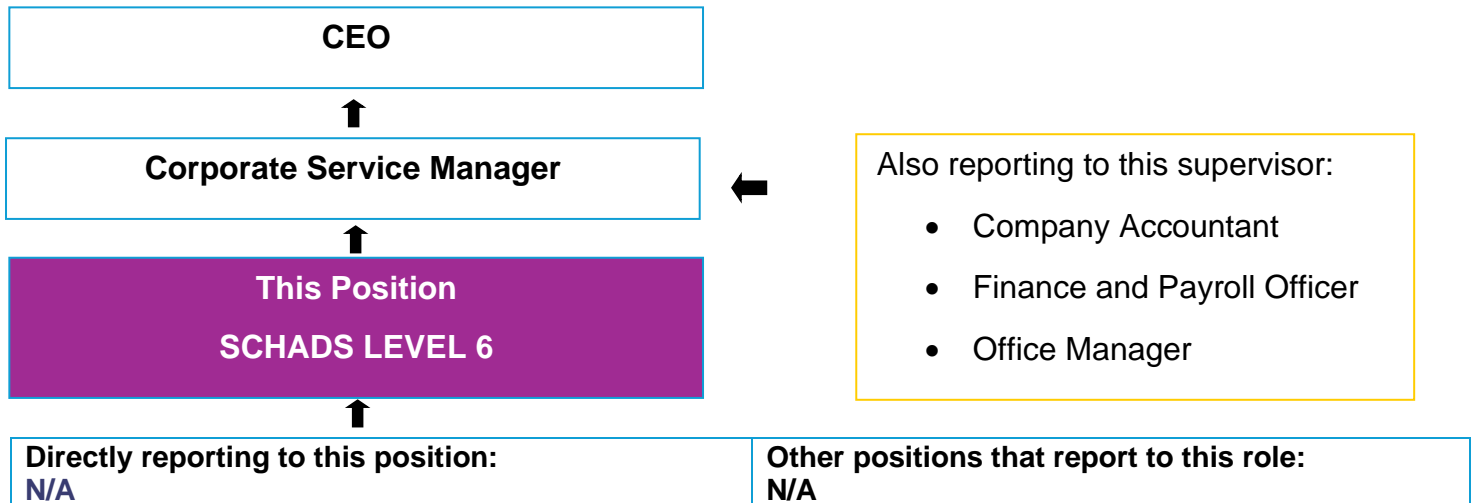 CEO
Corporate Service Manager
Also reporting to this supervisor:
• Company Accountant
• Finance and Payroll Officer
• Office Manager
This Position
SCHADS LEVEL 6
Directly reporting to this position:
N/A
Other positions that report to this role:
N/A